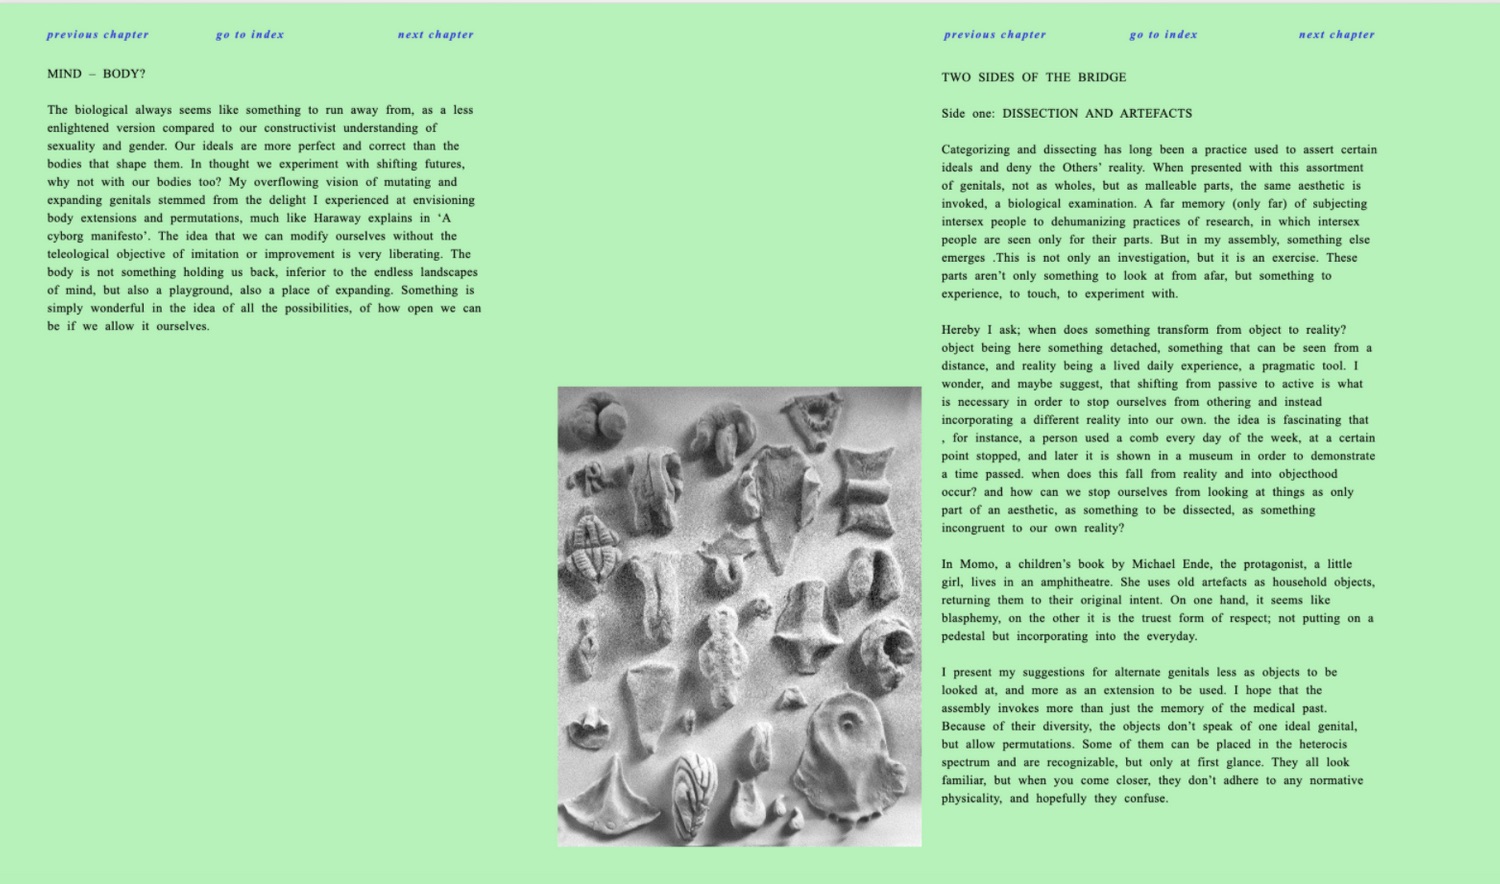 previous chapter go to index next chapter
MIND – BODY?
The biological always seems like something to run away from, as a less
enlightened version compared to our constructivist understanding of
sexuality and gender. Our ideals are more perfect and correct than the
bodies that shape them. In thought we experiment with shifting futures,
why not with our bodies too? My overflowing vision of mutating and
expanding genitals stemmed from the delight I experienced at envisioning
body extensions and permutations, much like Haraway explains in ‘A
cyborg manifesto’. The idea that we can modify ourselves without the
teleological objective of imitation or improvement is very liberating. The
body is not something holding us back, inferior to the endless landscapes
of mind, but also a playground, also a place of expanding. Something is
simply wonderful in the idea of all the possibilities, of how open we can
be if we allow it ourselves.
previous chapter go to index next chapter
TWO SIDES OF THE BRIDGE
Side one: DISSECTION AND ARTEFACTS
Categorizing and dissecting has long been a practice used to assert certain
ideals and deny the Others’ reality. When presented with this assortment
of genitals, not as wholes, but as malleable parts, the same aesthetic is
invoked, a biological examination. A far memory (only far) of subjecting
intersex people to dehumanizing practices of research, in which intersex
people are seen only for their parts. But in my assembly, something else
emerges .This is not only an investigation, but it is an exercise. These
parts aren’t only something to look at from afar, but something to
experience, to touch, to experiment with.
Hereby I ask; when does something transform from object to reality?
object being here something detached, something that can be seen from a
distance, and reality being a lived daily experience, a pragmatic tool. I
wonder, and maybe suggest, that shifting from passive to active is what
is necessary in order to stop ourselves from othering and instead
incorporating a different reality into our own. the idea is fascinating that
, for instance, a person used a comb every day of the week, at a certain
point stopped, and later it is shown in a museum in order to demonstrate
a time passed. when does this fall from reality and into objecthood
occur? and how can we stop ourselves from looking at things as only
part of an aesthetic, as something to be dissected, as something
incongruent to our own reality?
In Momo, a children’s book by Michael Ende, the protagonist, a little
girl, lives in an amphitheatre. She uses old artefacts as household objects,
returning them to their original intent. On one hand, it seems like
blasphemy, on the other it is the truest form of respect; not putting on a
pedestal but incorporating into the everyday.
I present my suggestions for alternate genitals less as objects to be
looked at, and more as an extension to be used. I hope that the
assembly invokes more than just the memory of the medical past.
Because of their diversity, the objects don’t speak of one ideal genital,
but allow permutations. Some of them can be placed in the heterocis
spectrum and are recognizable, but only at first glance. They all look
familiar, but when you come closer, they don’t adhere to any normative
physicality, and hopefully they confuse.